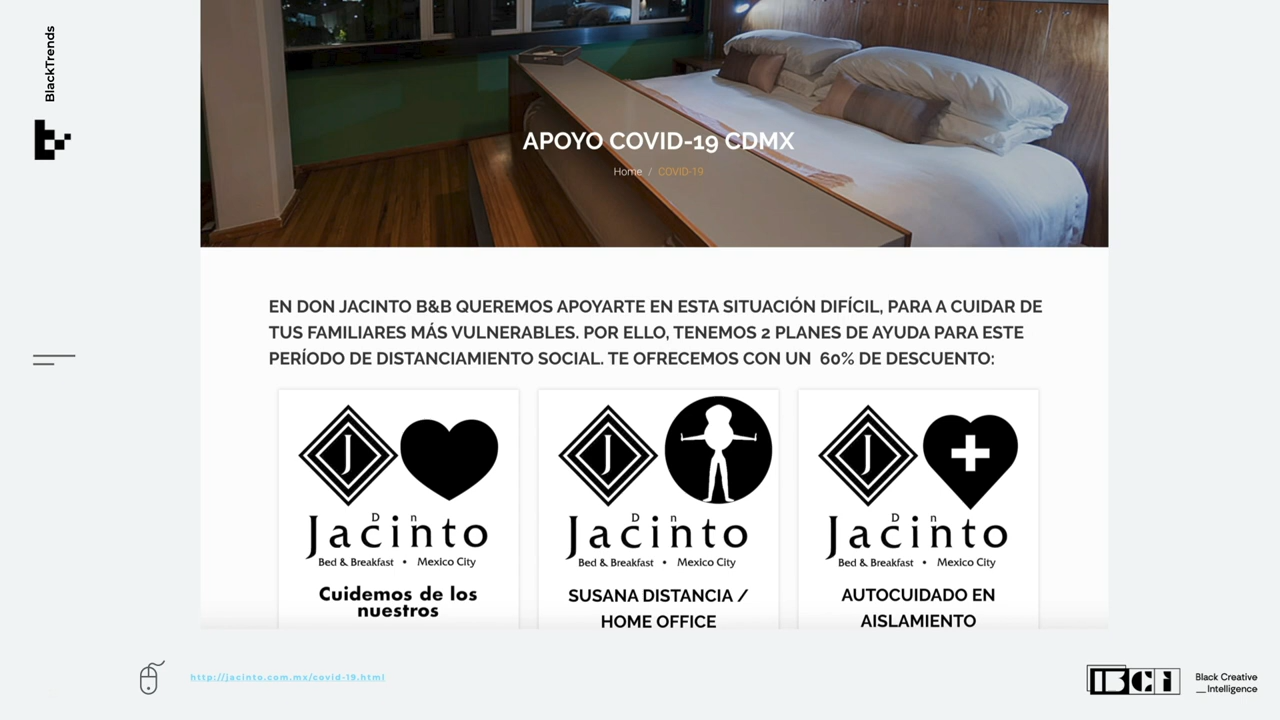 BlackTrends
APOYO COVID-19 CDMX
Home / COVID-19
EN DON JACINTO B&B QUEREMOS APOYARTE EN ESTA SITUACIÓN DIFÍCIL, PARA A CUIDAR DE
TUS FAMILIARES MÁS VULNERABLES. POR ELLO, TENEMOS 2 PLANES DE AYUDA PARA ESTE
PERÍODO DE DISTANCIAMIENTO SOCIAL. TE OFRECEMOS CON UN 60% DE DESCUENTO:
J
D n
Jacinto
Bed & Breakfast • Mexico City
Cuidemos de los
nuestros
J
D n
Jacinto
Bed & Breakfast • Mexico City
SUSANA DISTANCIA /
HOME OFFICE
J
D n
Jacinto
Bed & Breakfast • Mexico City
AUTOCUIDADO EN
AISLAMIENTO
http://jacinto.com.mx/covid-19.html
BCi
Black Creative
__Intelligence